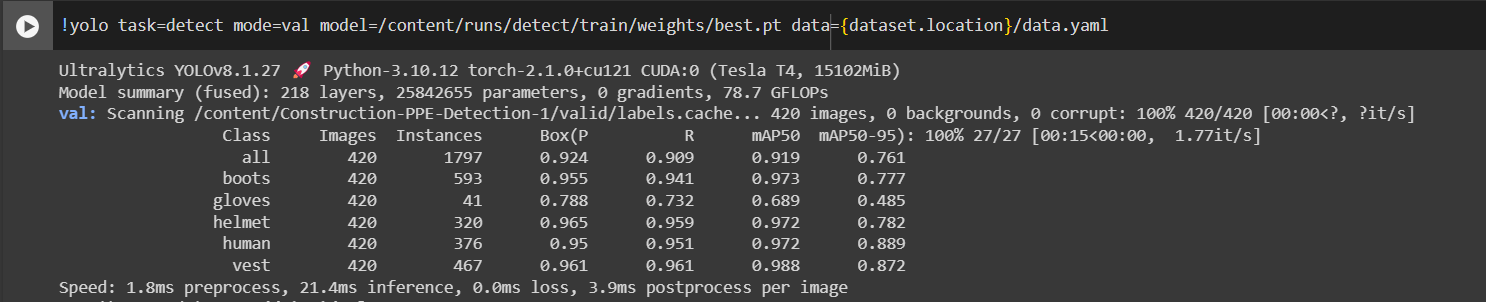 !yolo task=detect mode=val model=/content/runs/detect/train/weights/best.pt data={dataset.location}/data.yaml
Ultralytics YOLOv8.1.27 🚀 Python-3.10.12 torch-2.1.0+cu121 CUDA:0 (Tesla T4, 15102MiB)
Model summary (fused): 218 layers, 25842655 parameters, 0 gradients, 78.7 GFLOPs
val: Scanning /content/Construction-PPE-Detection-1/valid/labels.cache... 420 images, 0 backgrounds, 0 corrupt: 100% 420/420 [00:00<?, ?it/s]
Class Images Instances Box(P R mAP50 mAP50-95): 100% 27/27 [00:15<00:00, 1.77it/s]
all 420 1797 0.924 0.909 0.919 0.761
boots 420 593 0.955 0.941 0.973 0.777
gloves 420 41 0.788 0.732 0.689 0.485
helmet 420 320 0.965 0.959 0.972 0.782
human 420 376 0.95 0.951 0.972 0.889
vest 420 467 0.961 0.961 0.988 0.872
Speed: 1.8ms preprocess, 21.4ms inference, 0.0ms loss, 3.9ms postprocess per image